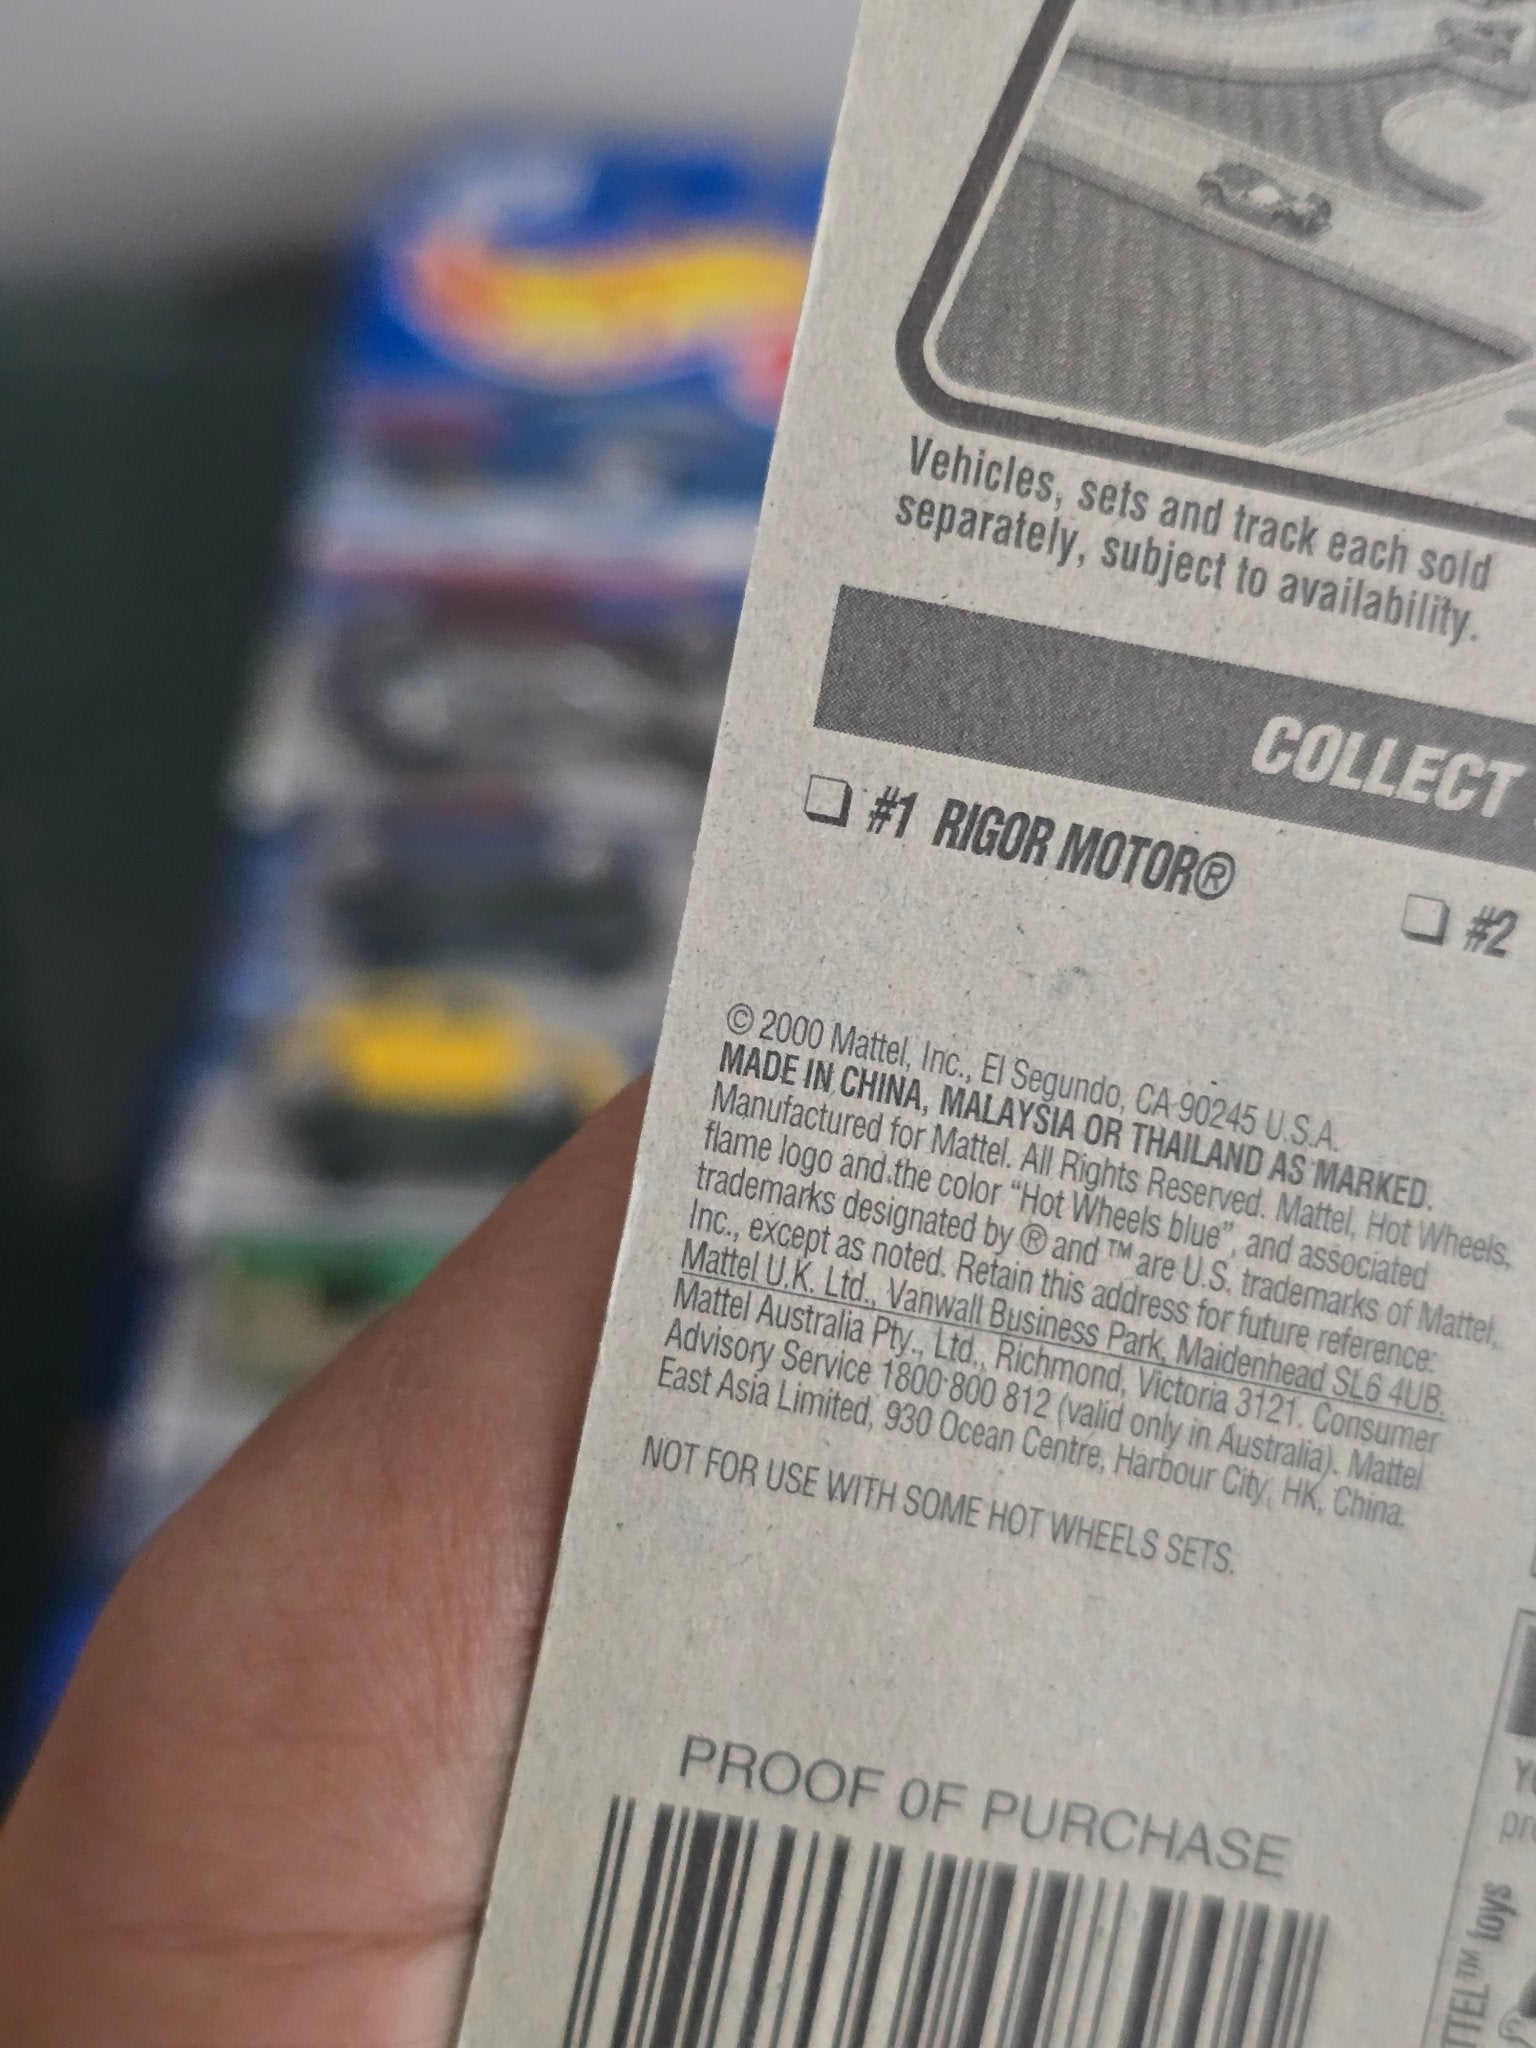 Vehicles, sets and track each sold
separately, subject to availability.
COLLECT
#1 RIGOR MOTOR®
#2
© 2000 Mattel, Inc., El Segundo, CA 90245 U.S.A.
MADE IN CHINA, MALAYSIA OR THAILAND AS MARKED.
Manufactured for Mattel. All Rights Reserved. Mattel, Hot Wheels,
flame logo and the color “Hot Wheels blue”, and associated
trademarks designated by ® and ™ are U.S. trademarks of Mattel,
Inc., except as noted. Retain this address for future reference:
Mattel U.K. Ltd., Vanwall Business Park, Maidenhead SL6 4UB.
Mattel Australia Pty., Ltd., Richmond, Victoria 3121. Consumer
Advisory Service 1800 800 812 (valid only in Australia). Mattel
East Asia Limited, 930 Ocean Centre, Harbour City, HK, China.
NOT FOR USE WITH SOME HOT WHEELS SETS.
PROOF OF PURCHASE
TTEL™ toys